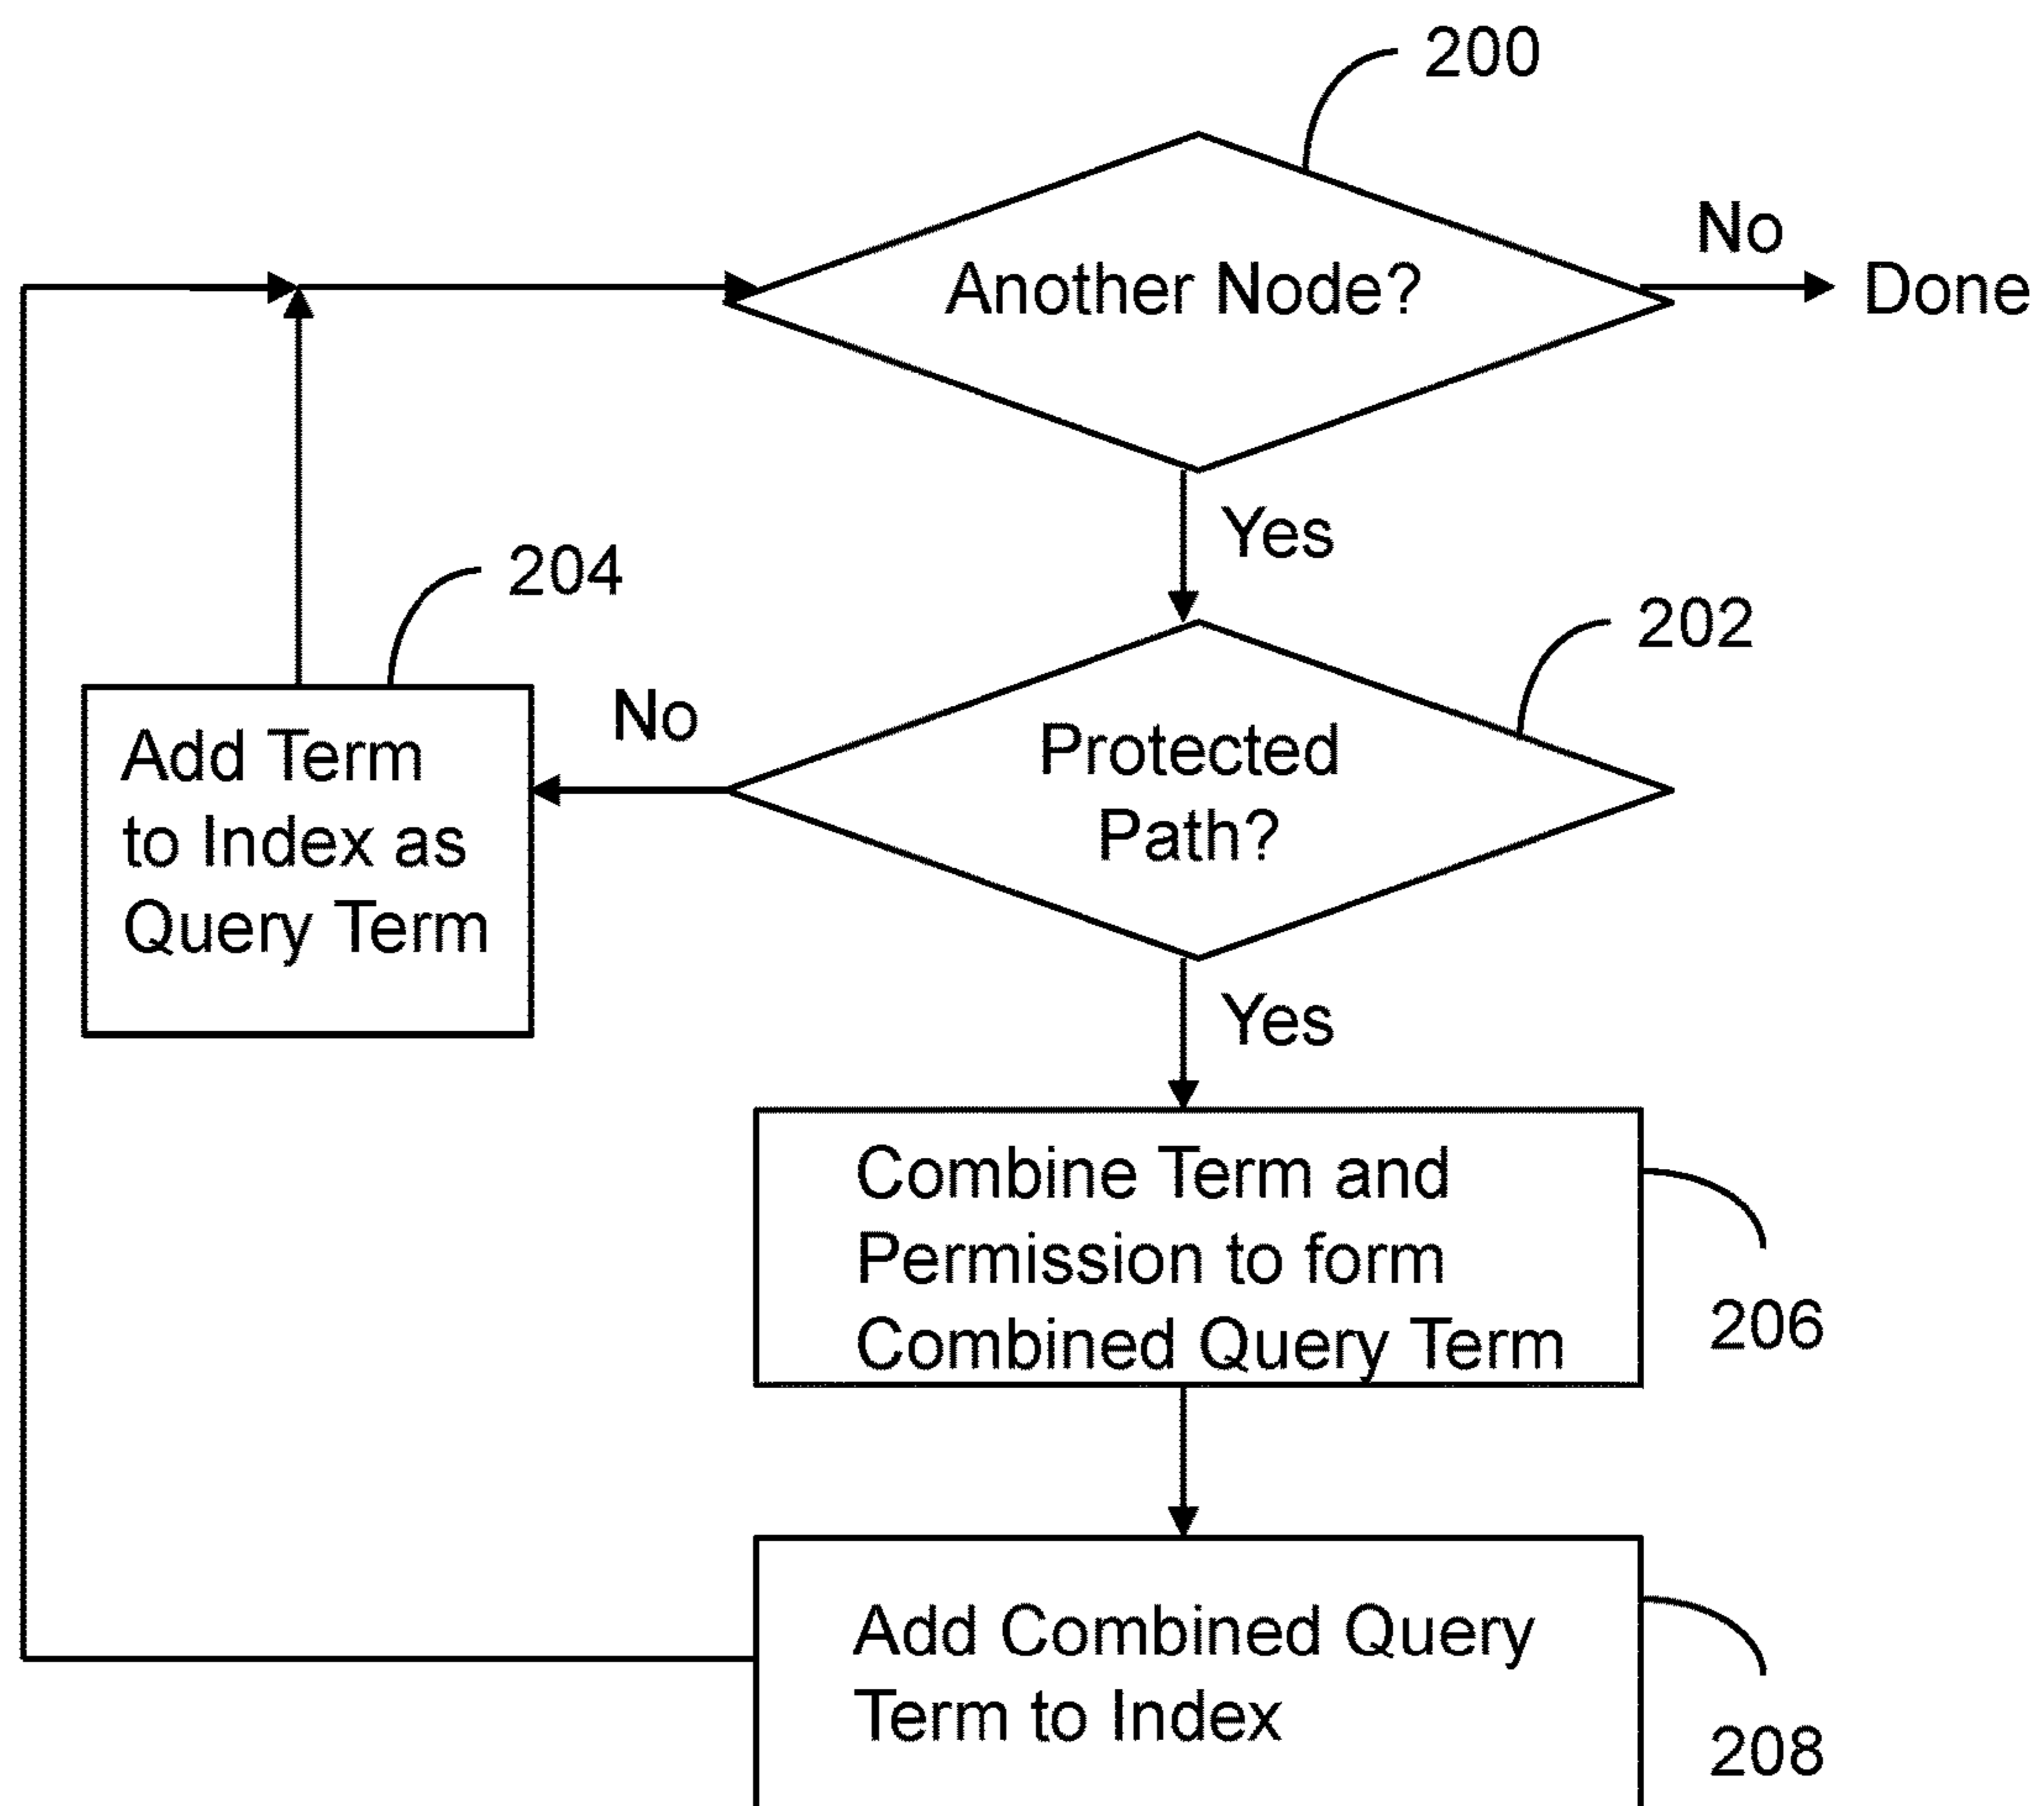 200
Another Node?
No
Done
Yes
204
202
No
Protected
Path?
Add Term
to Index as
Query Term
Yes
Combine Term and
Permission to form
Combined Query Term
206
Add Combined Query
Term to Index
208